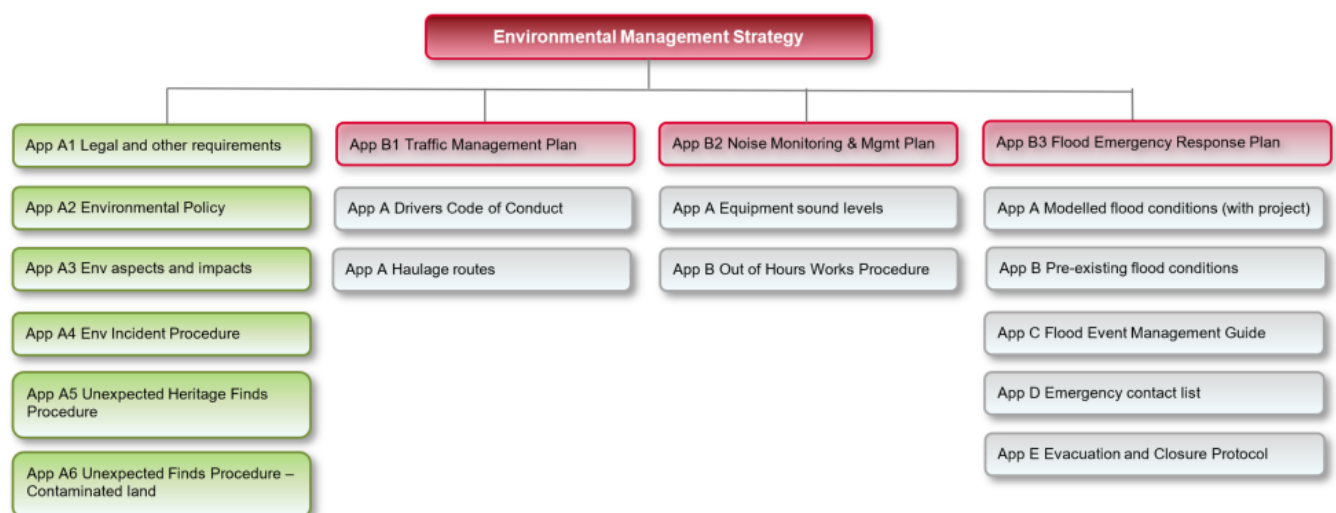 Environmental Management Strategy
App A1 Legal and other requirements
App A2 Environmental Policy
App A3 Env aspects and impacts
App A4 Env Incident Procedure
App A5 Unexpected Heritage Finds
Procedure
App A6 Unexpected Finds Procedure –
Contaminated land
App B1 Traffic Management Plan
App A Drivers Code of Conduct
App A Haulage routes
App B2 Noise Monitoring & Mgmt Plan
App A Equipment sound levels
App B Out of Hours Works Procedure
App B3 Flood Emergency Response Plan
App A Modelled flood conditions (with project)
App B Pre-existing flood conditions
App C Flood Event Management Guide
App D Emergency contact list
App E Evacuation and Closure Protocol